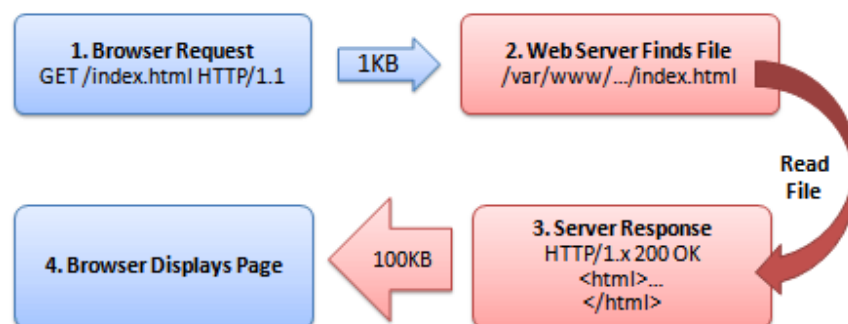 1. Browser Request
GET /index.html HTTP/1.1
1KB
2. Web Server Finds File
/var/www/.../index.html
Read
File
3. Server Response
HTTP/1.x 200 OK
<html>...
</html>
100KB
4. Browser Displays Page